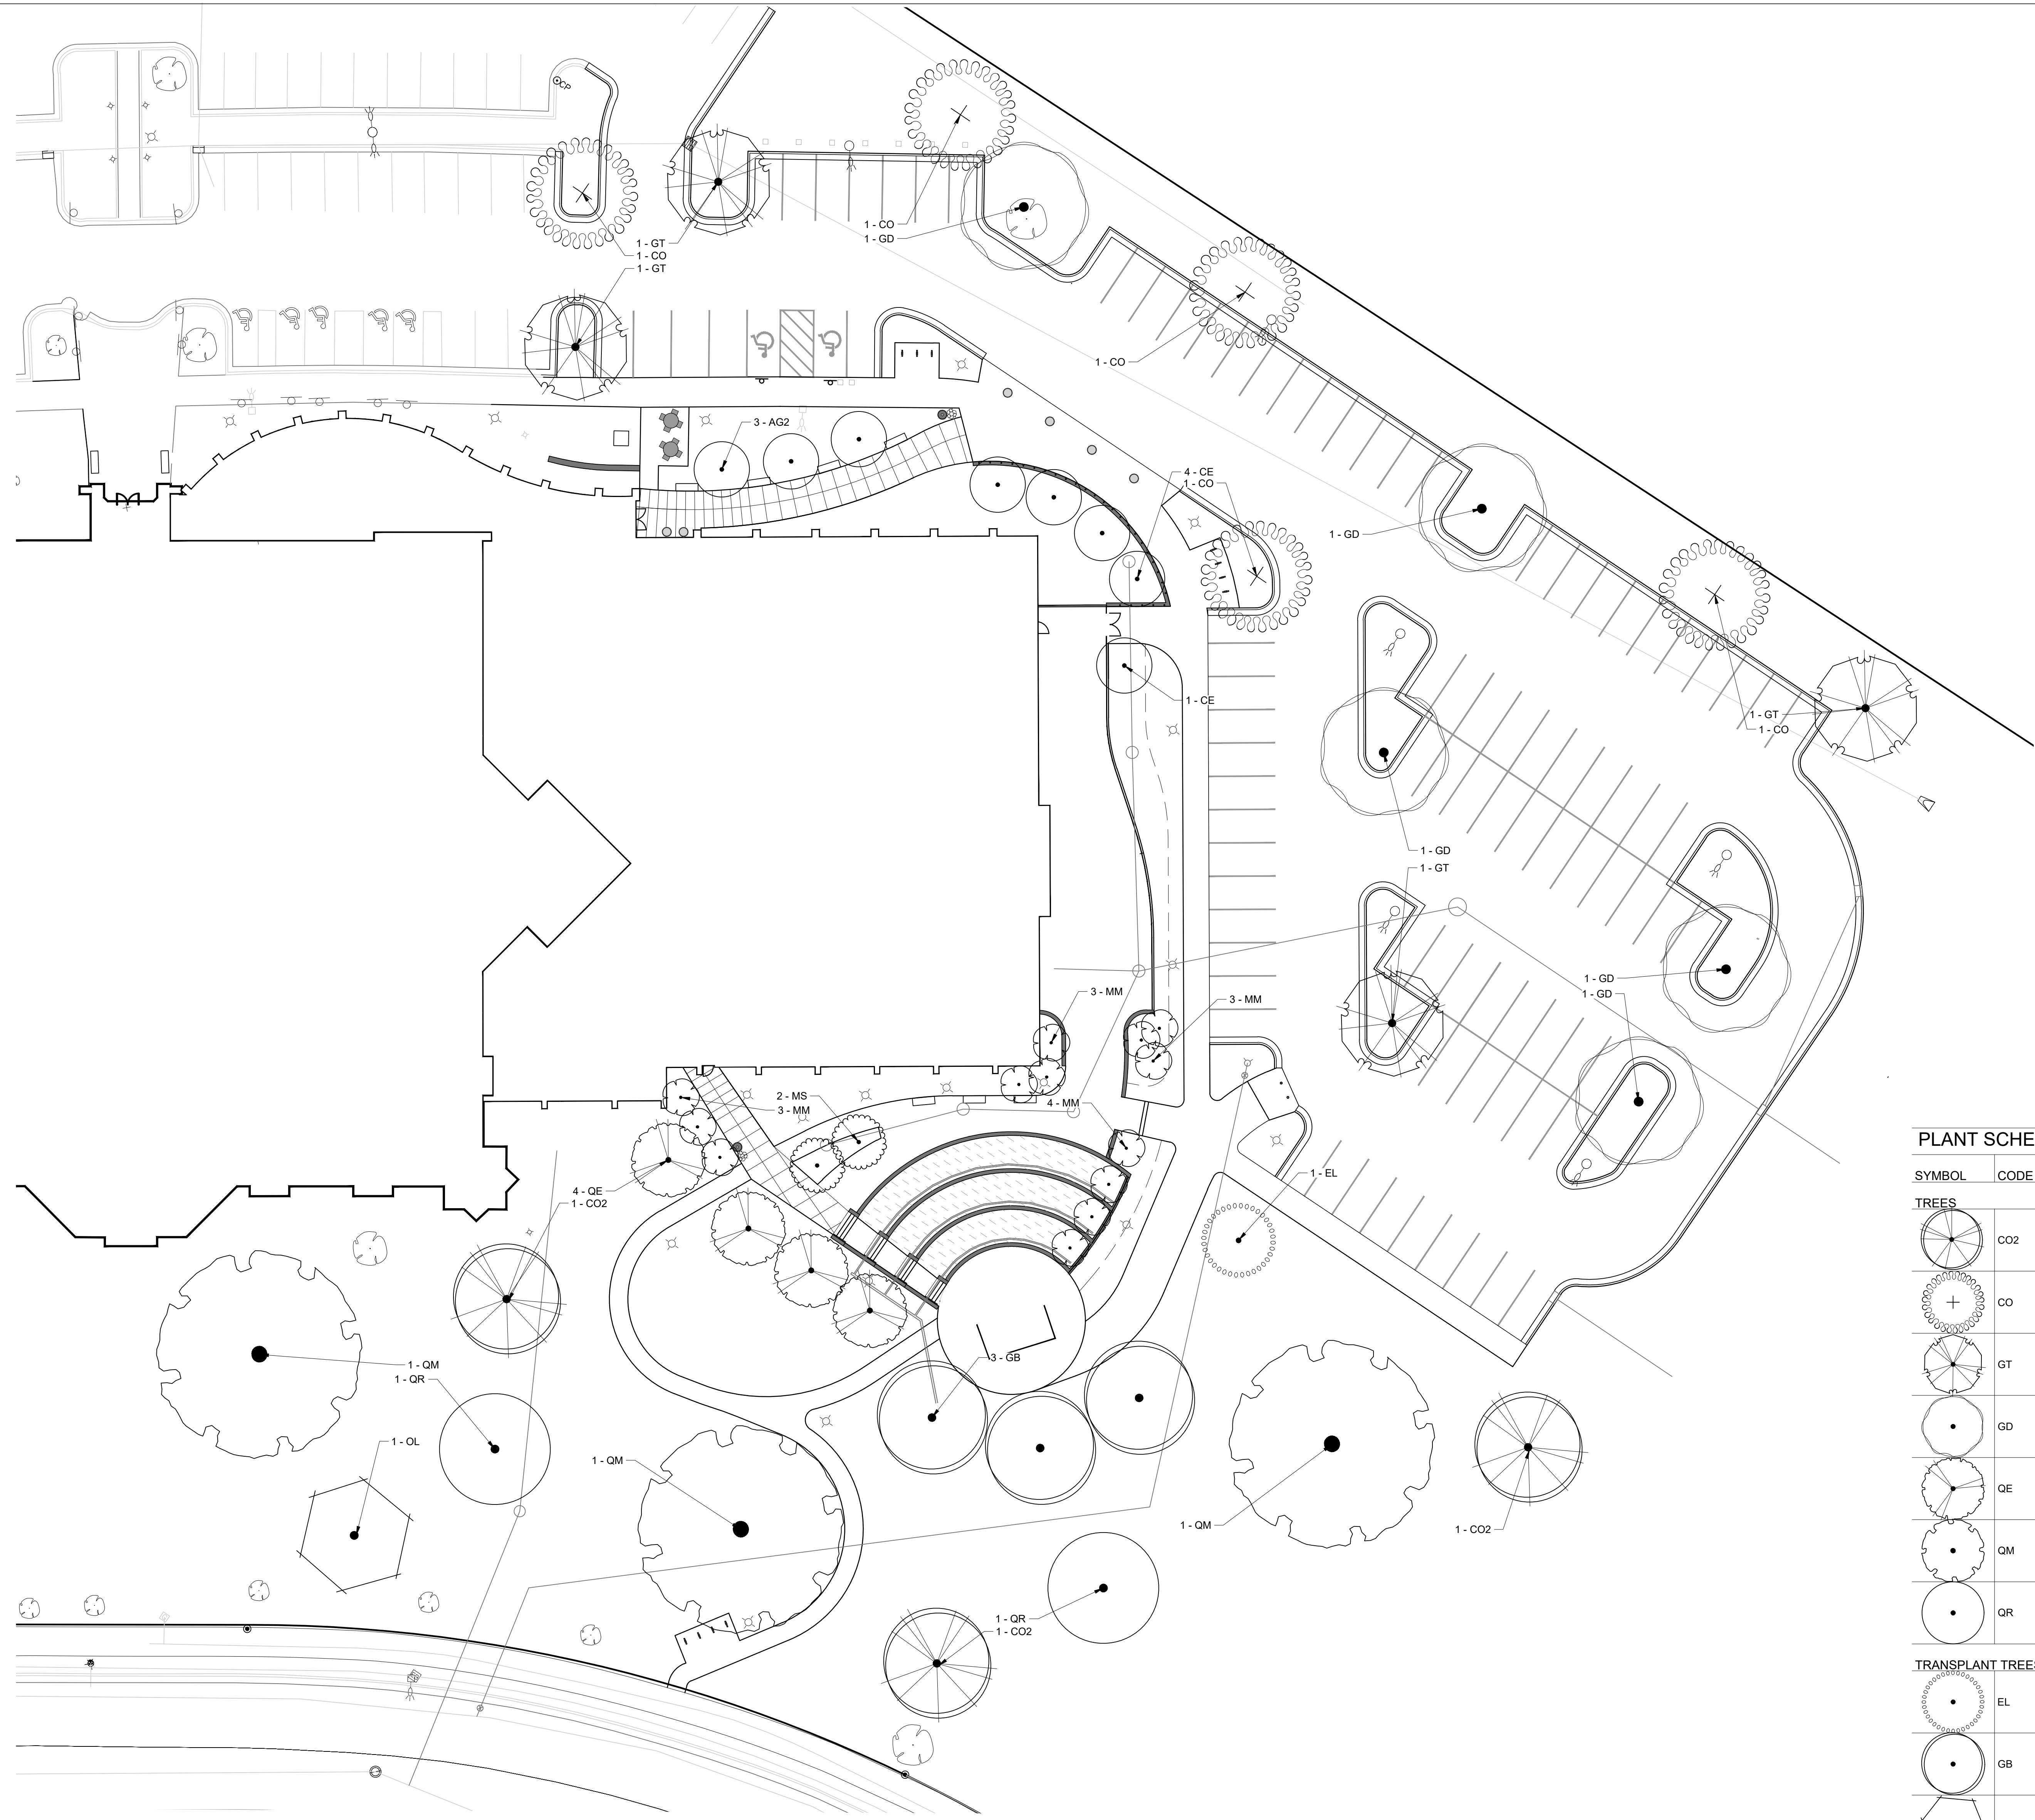 CP
1 - GT
1 - CO
1 - GT
1 - CO
1 - GD
1 - CO
3 - AG2
4 - CE
1 - CO
1 - GD
1 - CE
1 - GT
1 - CO
1 - GD
1 - GT
1 - GD
1 - GD
3 - MM
3 - MM
2 - MS
3 - MM
4 - MM
4 - QE
1 - CO2
1 - EL
1 - QM
1 - QR
3 - GB
1 - OL
1 - QM
1 - QM
1 - CO2
1 - QR
1 - CO2
PLANT SCHE
SYMBOL CODE
TREES
CO2
CO
GT
GD
QE
QM
QR
TRANSPLANT TREES
EL
GB